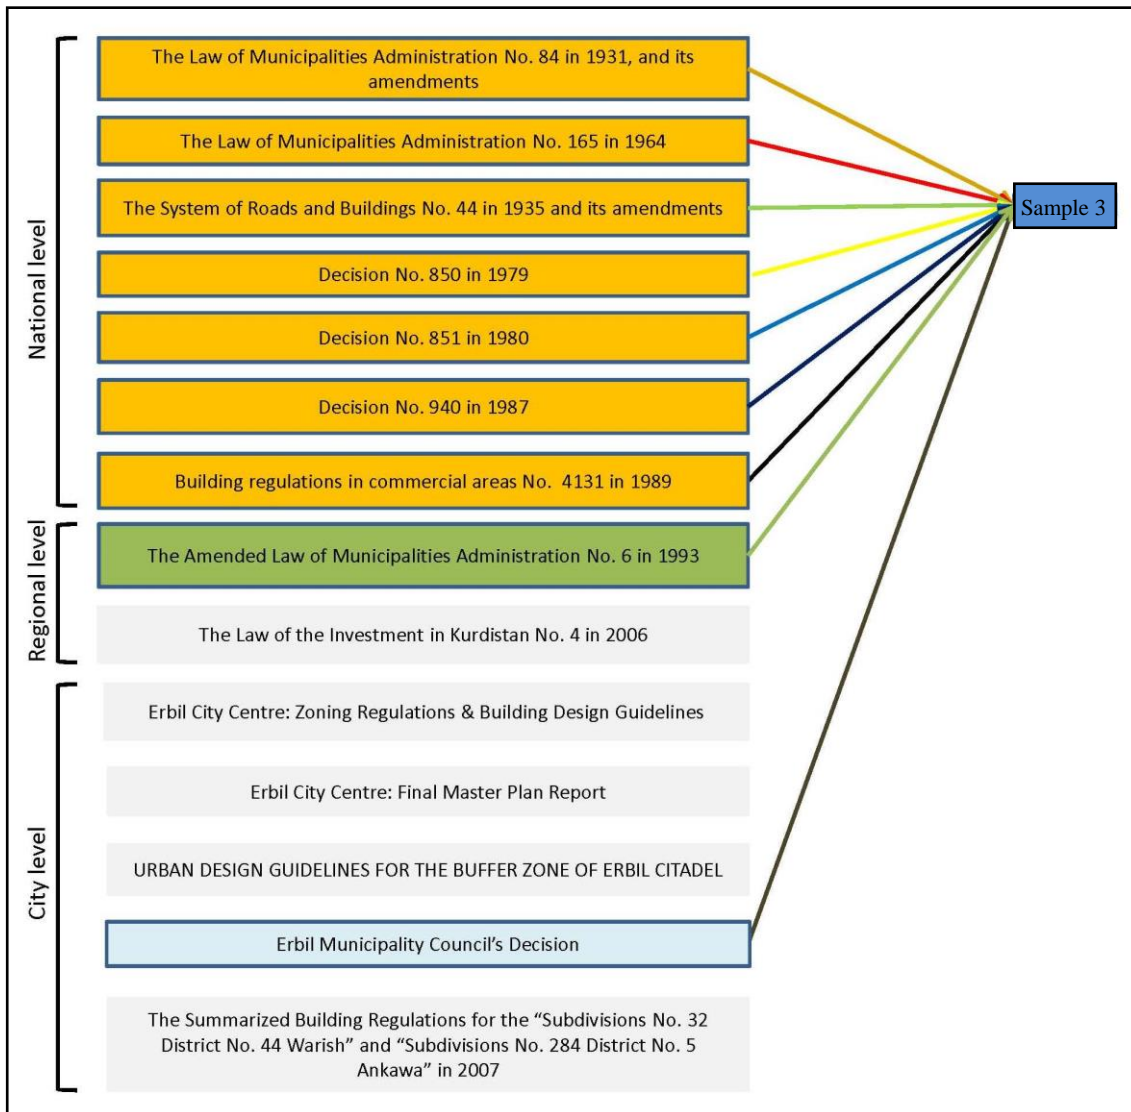 National level
The Law of Municipalities Administration No. 84 in 1931, and its
amendments
The Law of Municipalities Administration No. 165 in 1964
The System of Roads and Buildings No. 44 in 1935 and its amendments
Decision No. 850 in 1979
Decision No. 851 in 1980
Decision No. 940 in 1987
Building regulations in commercial areas No. 4131 in 1989
Regional level
The Amended Law of Municipalities Administration No. 6 in 1993
The Law of the Investment in Kurdistan No. 4 in 2006
City level
Erbil City Centre: Zoning Regulations & Building Design Guidelines
Erbil City Centre: Final Master Plan Report
URBAN DESIGN GUIDELINES FOR THE BUFFER ZONE OF ERBIL CITADEL
Erbil Municipality Council’s Decision
The Summarized Building Regulations for the “Subdivisions No. 32
District No. 44 Warish” and “Subdivisions No. 284 District No. 5
Ankawa” in 2007
Sample 3